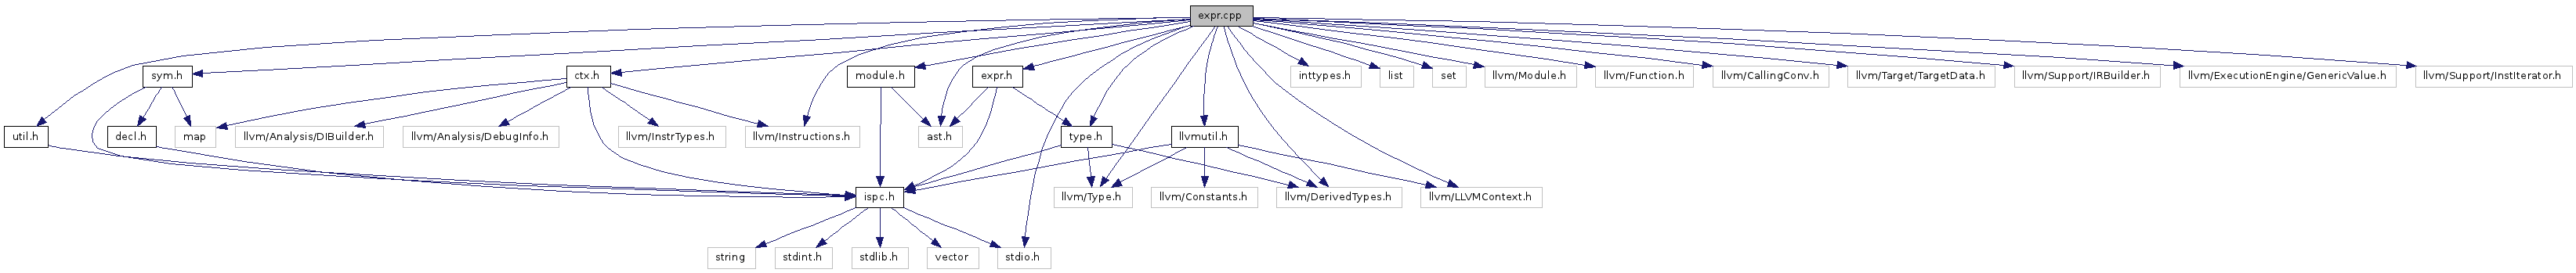 expr.cpp
sym.h
ctx.h
module.h
expr.h
inttypes.h
list
set
llvm/Module.h
llvm/Function.h
llvm/CallingConv.h
llvm/Target/TargetData.h
llvm/Support/IRBuilder.h
llvm/ExecutionEngine/GenericValue.h
llvm/Support/InstIterator.h
util.h
decl.h
map
llvm/Analysis/DIBuilder.h
llvm/Analysis/DebugInfo.h
llvm/InstrTypes.h
llvm/Instructions.h
ast.h
type.h
llvmutil.h
ispc.h
llvm/Type.h
llvm/Constants.h
llvm/DerivedTypes.h
llvm/LLVMContext.h
string
stdint.h
stdlib.h
vector
stdio.h